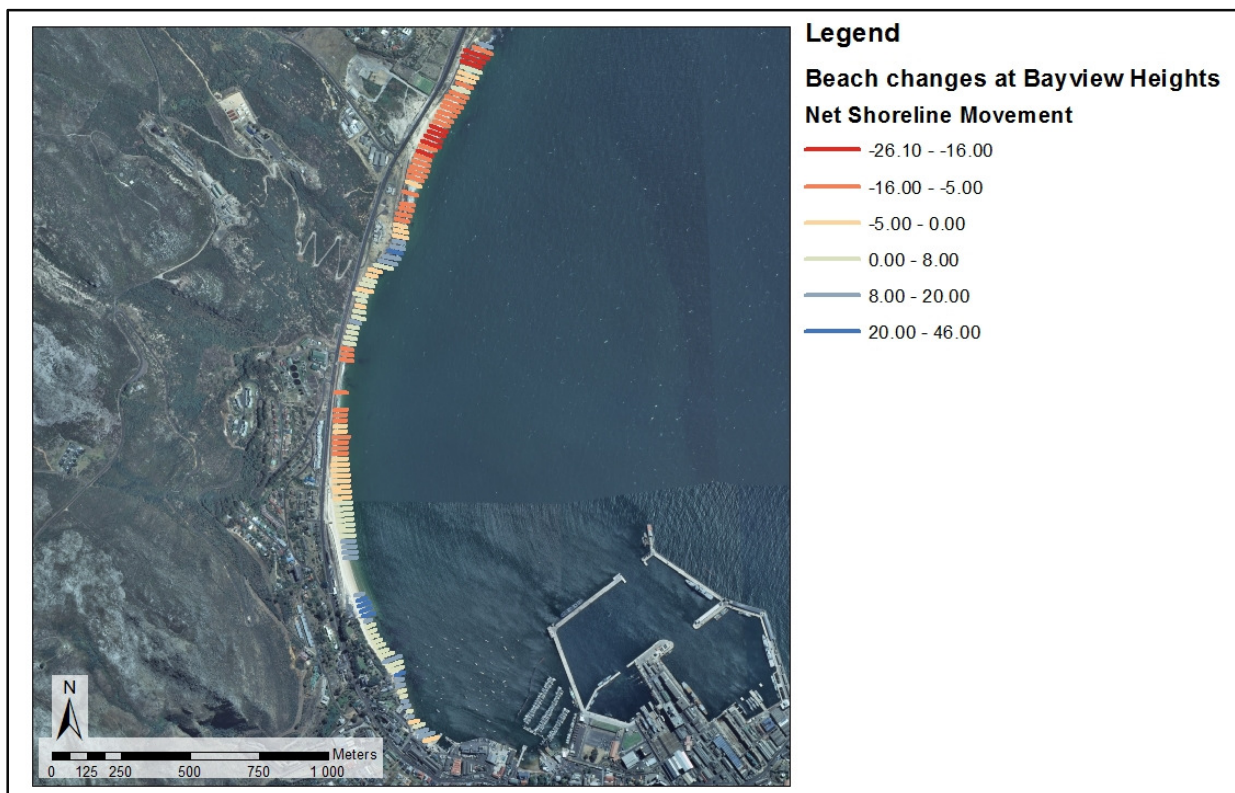 Legend
Beach changes at Bayview Heights
Net Shoreline Movement
-26.10 - -16.00
-16.00 - -5.00
-5.00 - 0.00
0.00 - 8.00
8.00 - 20.00
20.00 - 46.00
N
Meters
0 125 250 500 750 1 000